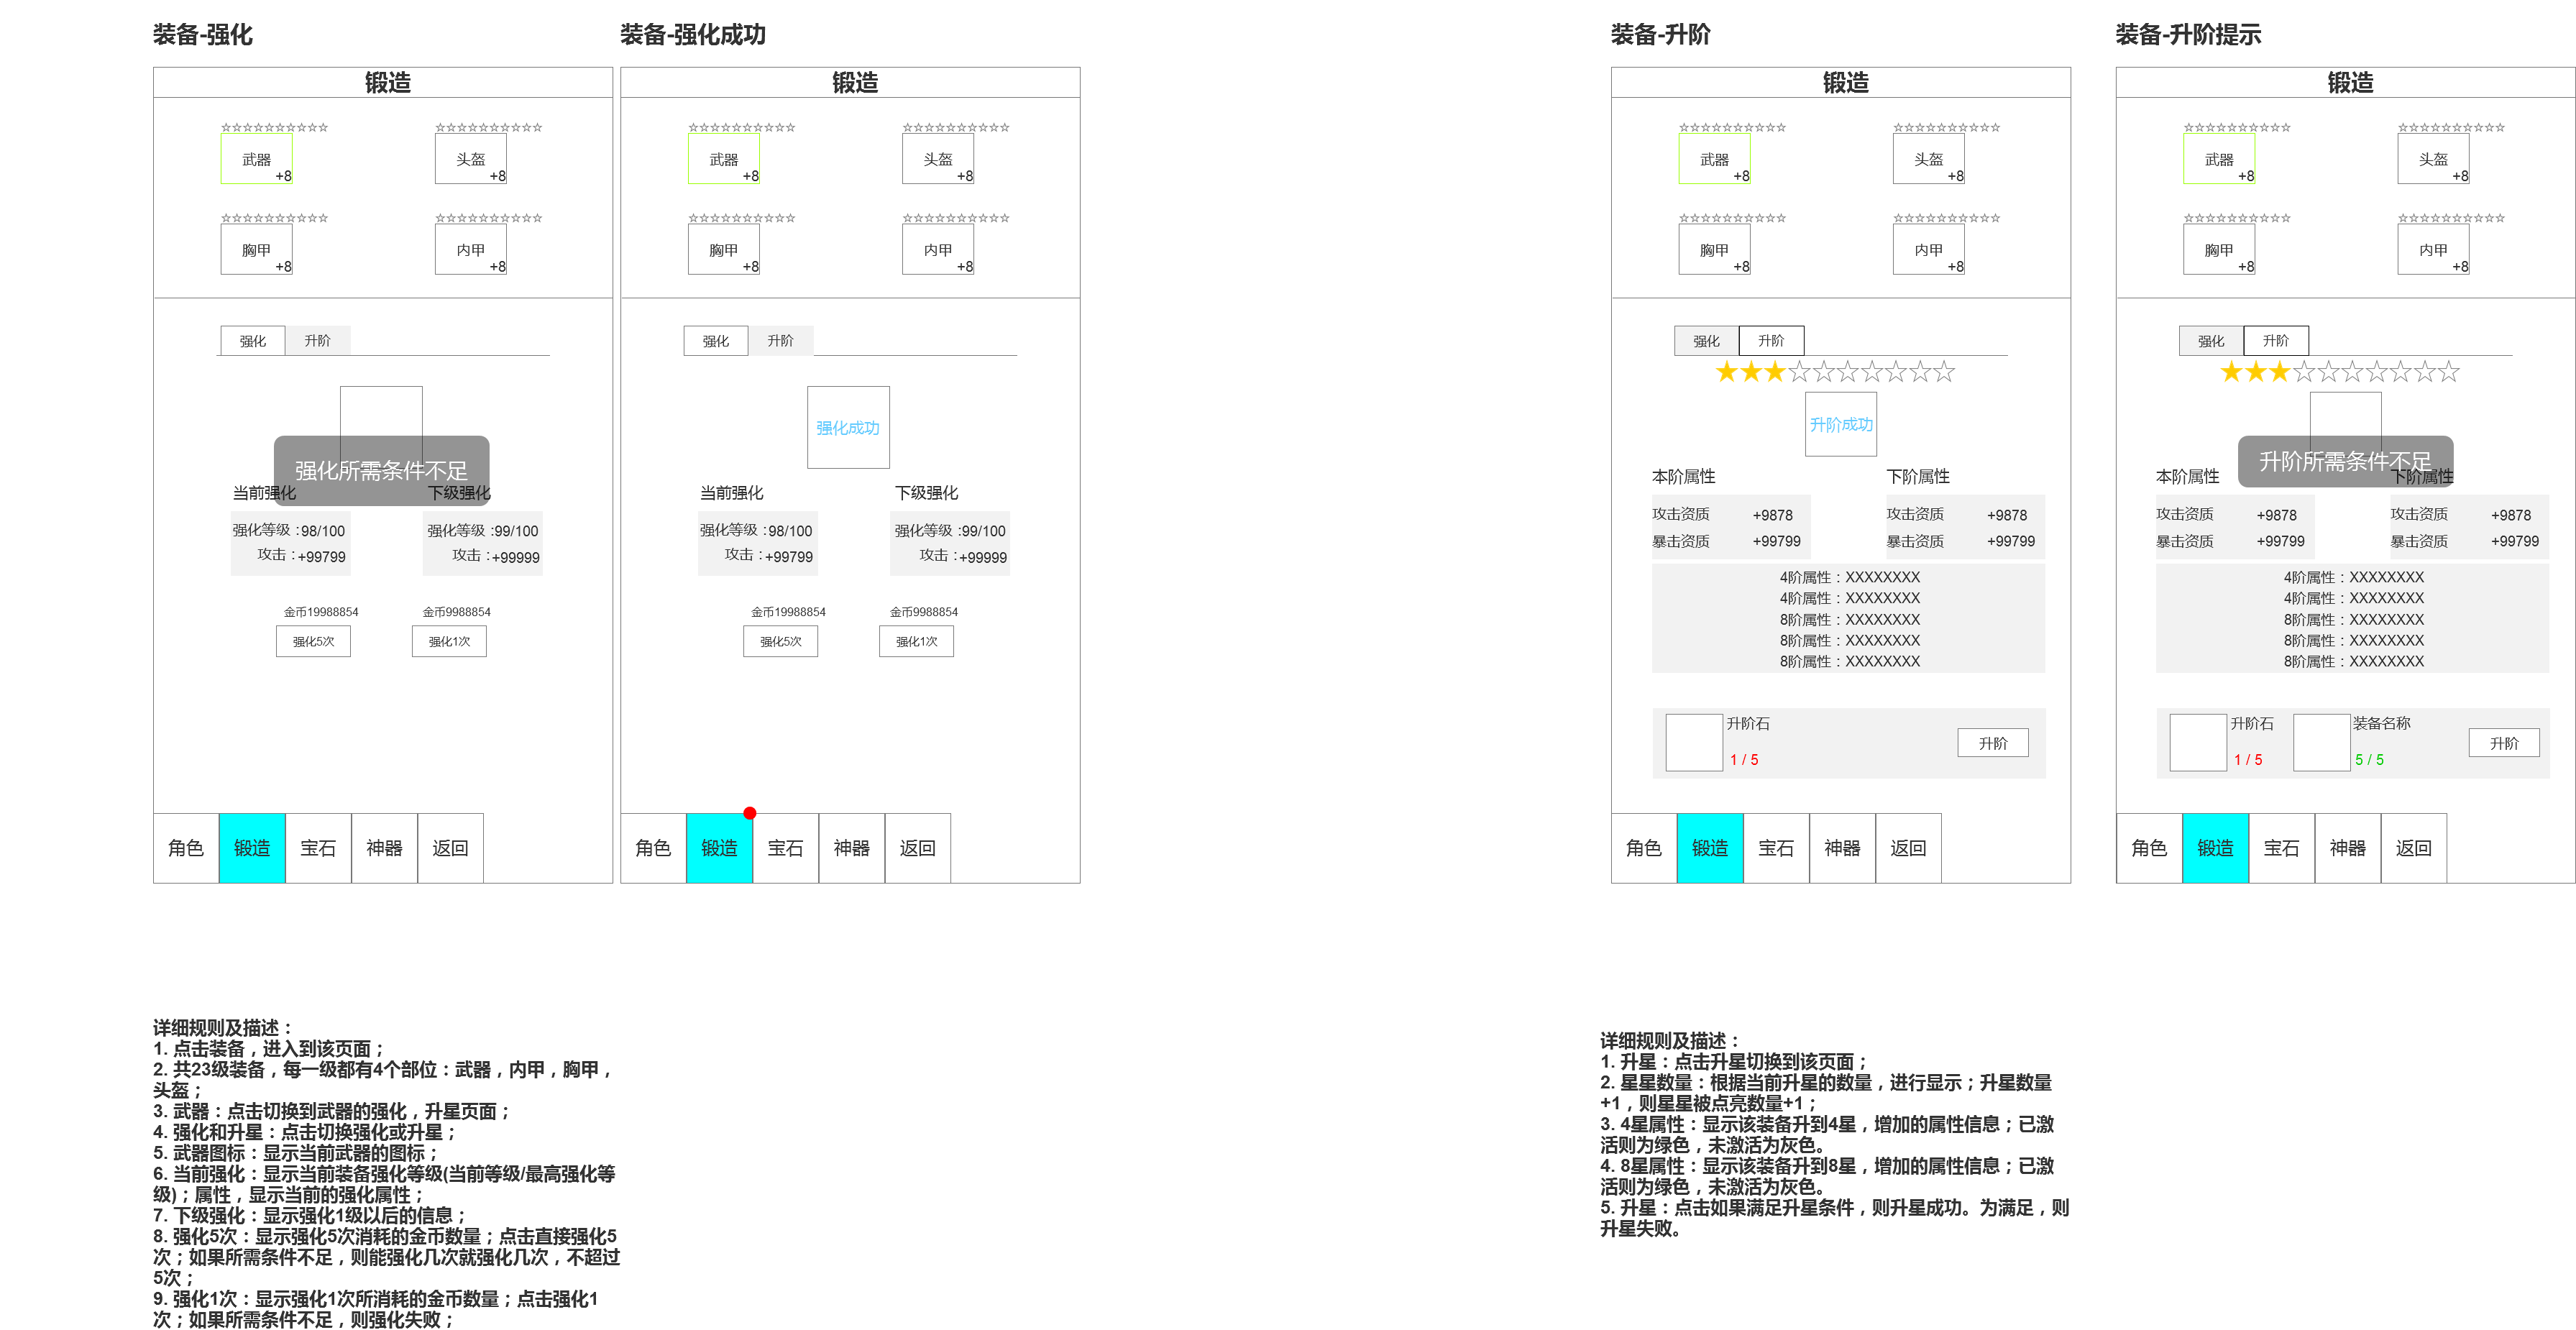 装备-强化
锻造
☆☆☆☆☆☆☆☆☆☆ ☆☆☆☆☆☆☆☆☆☆
武器 头盔
+8 +8
☆☆☆☆☆☆☆☆☆☆ ☆☆☆☆☆☆☆☆☆☆
胸甲 内甲
+8 +8
强化 升阶
强化所需条件不足
当前强化 下级强化
强化等级：98/100 强化等级：99/100
攻击：+99799 攻击：+99999
金币19988854 金币9988854
强化5次 强化1次
角色 锻造 宝石 神器 返回
装备-强化成功
锻造
☆☆☆☆☆☆☆☆☆☆ ☆☆☆☆☆☆☆☆☆☆
武器 头盔
+8 +8
☆☆☆☆☆☆☆☆☆☆ ☆☆☆☆☆☆☆☆☆☆
胸甲 内甲
+8 +8
强化 升阶
强化成功
当前强化 下级强化
强化等级：98/100 强化等级：99/100
攻击：+99799 攻击：+99999
金币19988854 金币9988854
强化5次 强化1次
角色 锻造 宝石 神器 返回
装备-升阶
锻造
☆☆☆☆☆☆☆☆☆☆ ☆☆☆☆☆☆☆☆☆☆
武器 头盔
+8 +8
☆☆☆☆☆☆☆☆☆☆ ☆☆☆☆☆☆☆☆☆☆
胸甲 内甲
+8 +8
强化 升阶
★★★☆☆☆☆☆☆☆
升阶成功
本阶属性 下阶属性
攻击资质 +9878 攻击资质 +9878
暴击资质 +99799 暴击资质 +99799
4阶属性：XXXXXXXX
4阶属性：XXXXXXXX
8阶属性：XXXXXXXX
8阶属性：XXXXXXXX
8阶属性：XXXXXXXX
升阶石
1 / 5
升阶
角色 锻造 宝石 神器 返回
装备-升阶提示
锻造
☆☆☆☆☆☆☆☆☆☆ ☆☆☆☆☆☆☆☆☆☆
武器 头盔
+8 +8
☆☆☆☆☆☆☆☆☆☆ ☆☆☆☆☆☆☆☆☆☆
胸甲 内甲
+8 +8
强化 升阶
★★★☆☆☆☆☆☆☆
升阶所需条件不足
本阶属性 下阶属性
攻击资质 +9878 攻击资质 +9878
暴击资质 +99799 暴击资质 +99799
4阶属性：XXXXXXXX
4阶属性：XXXXXXXX
8阶属性：XXXXXXXX
8阶属性：XXXXXXXX
8阶属性：XXXXXXXX
升阶石 装备名称
1 / 5 5 / 5
升阶
角色 锻造 宝石 神器 返回
详细规则及描述：
1. 点击装备，进入到该页面；
2. 共23级装备，每一级都有4个部位：武器，内甲，胸甲，
头盔；
3. 武器：点击切换到武器的强化，升星页面；
4. 强化和升星：点击切换强化或升星；
5. 武器图标：显示当前武器的图标；
6. 当前强化：显示当前装备强化等级(当前等级/最高强化等
级)；属性，显示当前的强化属性；
7. 下级强化：显示强化1级以后的信息；
8. 强化5次：显示强化5次消耗的金币数量；点击直接强化5
次；如果所需条件不足，则能强化几次就强化几次，不超过
5次；
9. 强化1次：显示强化1次所消耗的金币数量；点击强化1
次；如果所需条件不足，则强化失败；
详细规则及描述：
1. 升星：点击升星切换到该页面；
2. 星星数量：根据当前升星的数量，进行显示；升星数量
+1，则星星被点亮数量+1；
3. 4星属性：显示该装备升到4星，增加的属性信息；已激
活则为绿色，未激活为灰色。
4. 8星属性：显示该装备升到8星，增加的属性信息；已激
活则为绿色，未激活为灰色。
5. 升星：点击如果满足升星条件，则升星成功。为满足，则
升星失败。